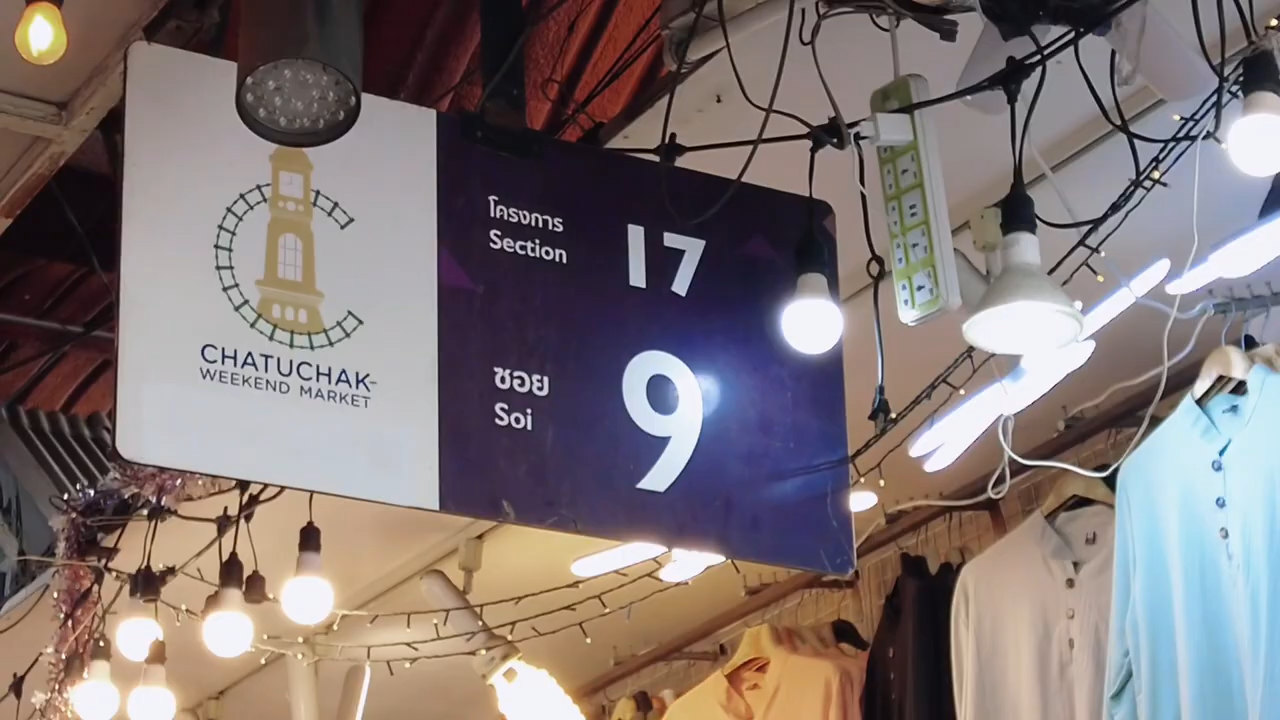 CHATUCHAK
WEEKEND MARKET
โครงการ
Section
17
ซอย
Soi
9